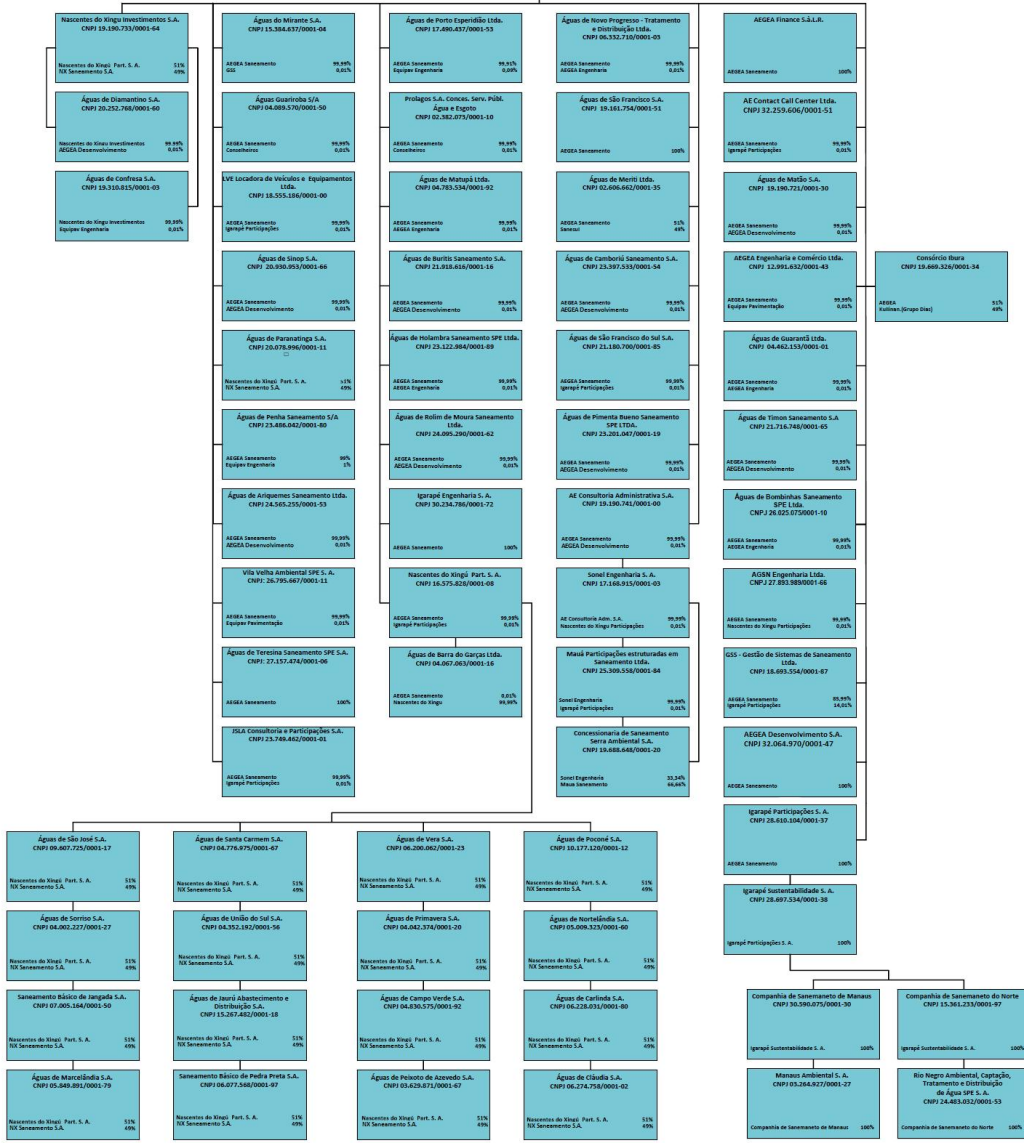 Nascentes do Xingu Investimentos S.A.
CNPJ 19.190.733/0001-64
Nascentes do Xingú Part. S. A. 51%
NX Saneamento S.A. 49%
Águas de Diamantino S.A.
CNPJ 20.252.768/0001-60
Nascentes do Xingu Investimentos 99,99%
AEGEA Desenvolvimento 0,01%
Águas de Confresa S.A.
CNPJ 19.310.815/0001-03
Nascentes do Xingu Investimentos 99,99%
Equipav Engenharia 0,01%
Águas do Mirante S.A.
CNPJ 15.384.637/0001-04
AEGEA Saneamento 99,99%
GSS 0,01%
Águas Guariroba S/A
CNPJ 04.089.570/0001-50
AEGEA Saneamento 99,99%
Conselheiros 0,01%
LVE Locadora de Veículos e Equipamentos
Ltda.
CNPJ 18.555.186/0001-00
AEGEA Saneamento 99,99%
Igarapé Participações 0,01%
Águas de Sinop S.A.
CNPJ 20.930.953/0001-66
AEGEA Saneamento 99,99%
AEGEA Desenvolvimento 0,01%
Águas de Paranatinga S.A.
CNPJ 20.078.996/0001-11
Nascentes do Xingú Part. S. A. 51%
NX Saneamento S.A. 49%
Águas de Penha Saneamento S/A
CNPJ 23.486.042/0001-80
AEGEA Saneamento 99%
Equipav Engenharia 1%
Águas de Ariquemes Saneamento Ltda.
CNPJ 24.565.255/0001-53
AEGEA Saneamento 99,99%
AEGEA Desenvolvimento 0,01%
Vila Velha Ambiental SPE S. A.
CNPJ: 26.795.667/0001-11
AEGEA Saneamento 99,99%
Equipav Pavimentação 0,01%
Águas de Teresina Saneamento SPE S.A.
CNPJ: 27.157.474/0001-06
AEGEA Saneamento 100%
JSLA Consultoria e Participações S.A.
CNPJ 23.749.462/0001-01
AEGEA Saneamento 99,99%
Igarapé Participações 0,01%
Águas de Porto Esperidião Ltda.
CNPJ 17.490.437/0001-53
AEGEA Saneamento 99,91%
Equipav Engenharia 0,09%
Prolagos S.A. Conces. Serv. Públ.
Água e Esgoto
CNPJ 02.382.073/0001-10
AEGEA Saneamento 99,99%
Conselheiros 0,01%
Águas de Matupá Ltda.
CNPJ 04.783.534/0001-92
AEGEA Saneamento 99,99%
AEGEA Desenvolvimento 0,01%
Águas de Buritis Saneamento S.A.
CNPJ 21.918.616/0001-16
AEGEA Saneamento 99,99%
AEGEA Desenvolvimento 0,01%
Águas de Holambra Saneamento SPE Ltda.
CNPJ 23.122.984/0001-89
AEGEA Saneamento 99,99%
AEGEA Engenharia 0,01%
Águas de Rolim de Moura Saneamento
Ltda.
CNPJ 24.095.290/0001-62
AEGEA Saneamento 99,99%
AEGEA Desenvolvimento 0,01%
Igarapé Engenharia S. A.
CNPJ 30.234.786/0001-72
AEGEA Saneamento 100%
Nascentes do Xingú Part. S. A.
CNPJ 16.575.828/0001-08
AEGEA Saneamento 99,99%
Igarapé Participações 0,01%
Águas de Barra do Garças Ltda.
CNPJ 04.067.063/0001-16
AEGEA Saneamento 0,01%
Nascentes do Xingu 99,99%
Águas de Novo Progresso - Tratamento
e Distribuição Ltda.
CNPJ 06.332.710/0001-03
AEGEA Saneamento 99,99%
AEGEA Engenharia 0,01%
Águas de São Francisco S.A.
CNPJ 19.161.754/0001-51
AEGEA Saneamento 100%
Águas de Meriti Ltda.
CNPJ 02.606.662/0001-35
AEGEA Saneamento 51%
Sanesul 49%
Águas de Camboriú Saneamento S.A.
CNPJ 23.397.533/0001-54
AEGEA Saneamento 99,99%
AEGEA Desenvolvimento 0,01%
Águas de São Francisco do Sul S.A.
CNPJ 21.180.700/0001-85
AEGEA Saneamento 99,99%
Igarapé Participações 0,01%
Águas de Pimenta Bueno Saneamento
SPE LTDA.
CNPJ 23.201.047/0001-19
AEGEA Saneamento 99,99%
AEGEA Desenvolvimento 0,01%
AE Consultoria Administrativa S.A.
CNPJ 19.190.741/0001-00
AEGEA Saneamento 99,99%
AEGEA Desenvolvimento 0,01%
Sonel Engenharia S. A.
CNPJ 17.168.915/0001-03
AE Consultoria Adm. S.A. 99,99%
Nascentes do Xingu Participações 0,01%
Mauá Participações estruturadas em
Saneamento Ltda.
CNPJ 25.309.558/0001-84
Sonel Engenharia 99,99%
Igarapé Participações 0,01%
Concessionaria de Saneamento
Serra Ambiental S.A.
CNPJ 19.688.648/0001-20
Sonel Engenharia 33,34%
Maua Saneamento 66,66%
AEGEA Finance S.à.L.R.
AEGEA Saneamento 100%
AE Contact Call Center Ltda.
CNPJ 32.259.606/0001-51
AEGEA Saneamento 99,99%
Igarapé Participações 0,01%
Águas de Matão S.A.
CNPJ 19.190.721/0001-30
AEGEA Saneamento 99,99%
AEGEA Desenvolvimento 0,01%
AEGEA Engenharia e Comércio Ltda.
CNPJ 12.991.632/0001-43
AEGEA Saneamento 99,99%
Equipav Pavimentação 0,01%
Consórcio Ibura
CNPJ 19.669.326/0001-34
AEGEA 51%
Kullinan.(Grupo Diaz) 49%
Águas de Guarantã Ltda.
CNPJ 04.462.153/0001-01
AEGEA Saneamento 99,99%
AEGEA Engenharia 0,01%
Águas de Timon Saneamento S.A
CNPJ 21.716.748/0001-65
AEGEA Saneamento 99,99%
AEGEA Desenvolvimento 0,01%
Águas de Bombinhas Saneamento
SPE Ltda.
CNPJ 26.025.075/0001-10
AEGEA Saneamento 99,99%
AEGEA Engenharia 0,01%
AGSN Engenharia Ltda.
CNPJ 27.893.989/0001-66
AEGEA Saneamento 99,99%
Nascentes do Xingu Participações 0,01%
GSS - Gestão de Sistemas de Saneamento
Ltda.
CNPJ 18.693.554/0001-87
AEGEA Saneamento 85,99%
Igarapé Participações 14,01%
AEGEA Desenvolvimento S.A.
CNPJ 32.064.970/0001-47
AEGEA Saneamento 100%
Igarapé Participações S. A.
CNPJ 28.610.104/0001-37
AEGEA Saneamento 100%
Igarapé Sustentabilidade S. A.
CNPJ 28.697.534/0001-38
Igarapé Participações S. A. 100%
Companhia de Sanemaneto de Manaus
CNPJ 30.590.075/0001-30
Igarapé Sustentabilidade S. A. 100%
Companhia de Sanemaneto do Norte
CNPJ 15.361.233/0001-97
Igarapé Sustentabilidade S. A. 100%
Manaus Ambiental S. A.
CNPJ 03.264.927/0001-27
Companhia de Sanemaneto de Manaus 100%
Rio Negro Ambiental, Captação,
Tratamento e Distribuição
de Água SPE S. A.
CNPJ 24.483.032/0001-53
Companhia de Sanemaneto do Norte 100%
Águas de São José S.A.
CNPJ 09.607.725/0001-17
Nascentes do Xingú Part. S. A. 51%
NX Saneamento S.A. 49%
Águas de Sorriso S.A.
CNPJ 04.002.227/0001-27
Nascentes do Xingú Part. S. A. 51%
NX Saneamento S.A. 49%
Saneamento Básico de Jangada S.A.
CNPJ 07.005.164/0001-50
Nascentes do Xingú Part. S. A. 51%
NX Saneamento S.A. 49%
Águas de Marcelândia S.A.
CNPJ 05.849.891/0001-79
Nascentes do Xingú Part. S. A. 51%
NX Saneamento S.A. 49%
Águas de Santa Carmem S.A.
CNPJ 04.776.975/0001-67
Nascentes do Xingú Part. S. A. 51%
NX Saneamento S.A. 49%
Águas de União do Sul S.A.
CNPJ 04.352.192/0001-56
Nascentes do Xingú Part. S. A. 51%
NX Saneamento S.A. 49%
Águas de Jaurú Abastecimento e
Distribuição S.A.
CNPJ 15.267.482/0001-18
Nascentes do Xingú Part. S. A. 51%
NX Saneamento S.A. 49%
Saneamento Básico de Pedra Preta S.A.
CNPJ 06.077.568/0001-97
Nascentes do Xingú Part. S. A. 51%
NX Saneamento S.A. 49%
Águas de Vera S.A.
CNPJ 06.200.062/0001-23
Nascentes do Xingú Part. S. A. 51%
NX Saneamento S.A. 49%
Águas de Primavera S.A.
CNPJ 04.042.374/0001-20
Nascentes do Xingú Part. S. A. 51%
NX Saneamento S.A. 49%
Águas de Campo Verde S.A.
CNPJ 04.830.575/0001-92
Nascentes do Xingú Part. S. A. 51%
NX Saneamento S.A. 49%
Águas de Peixoto de Azevedo S.A.
CNPJ 03.629.871/0001-67
Nascentes do Xingú Part. S. A. 51%
NX Saneamento S.A. 49%
Águas de Poconé S.A.
CNPJ 10.177.120/0001-12
Nascentes do Xingú Part. S. A. 51%
NX Saneamento S.A. 49%
Águas de Nortelândia S.A.
CNPJ 05.009.323/0001-60
Nascentes do Xingú Part. S. A. 51%
NX Saneamento S.A. 49%
Águas de Carlinda S.A.
CNPJ 06.228.031/0001-80
Nascentes do Xingú Part. S. A. 51%
NX Saneamento S.A. 49%
Águas de Cláudia S.A.
CNPJ 06.274.758/0001-02
Nascentes do Xingú Part. S. A. 51%
NX Saneamento S.A. 49%